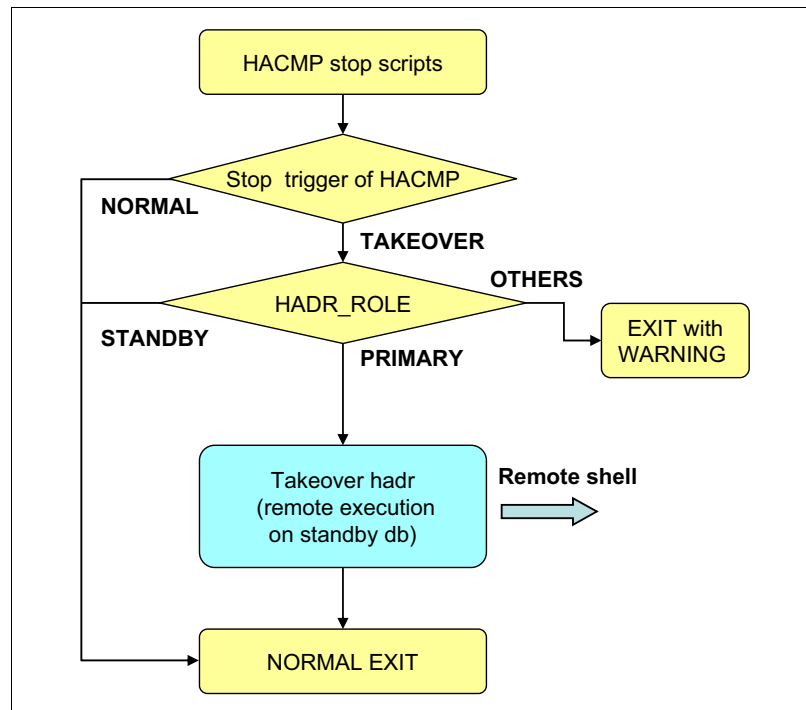 HACMP stop scripts
Stop trigger of HACMP
NORMAL
TAKEOVER
OTHERS
HADR_ROLE
EXIT with
WARNING
STANDBY
PRIMARY
Takeover hadr
(remote execution
on standby db)
Remote shell
NORMAL EXIT